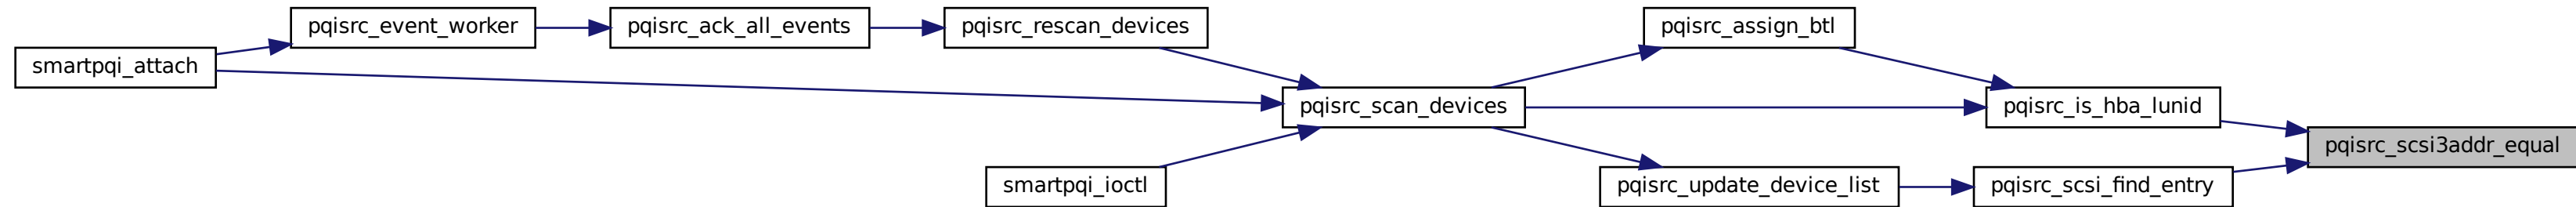 smartpqi_attach
pqisrc_event_worker
pqisrc_ack_all_events
pqisrc_rescan_devices
pqisrc_scan_devices
smartpqi_ioctl
pqisrc_assign_btl
pqisrc_update_device_list
pqisrc_is_hba_lunid
pqisrc_scsi_find_entry
pqisrc_scsi3addr_equal